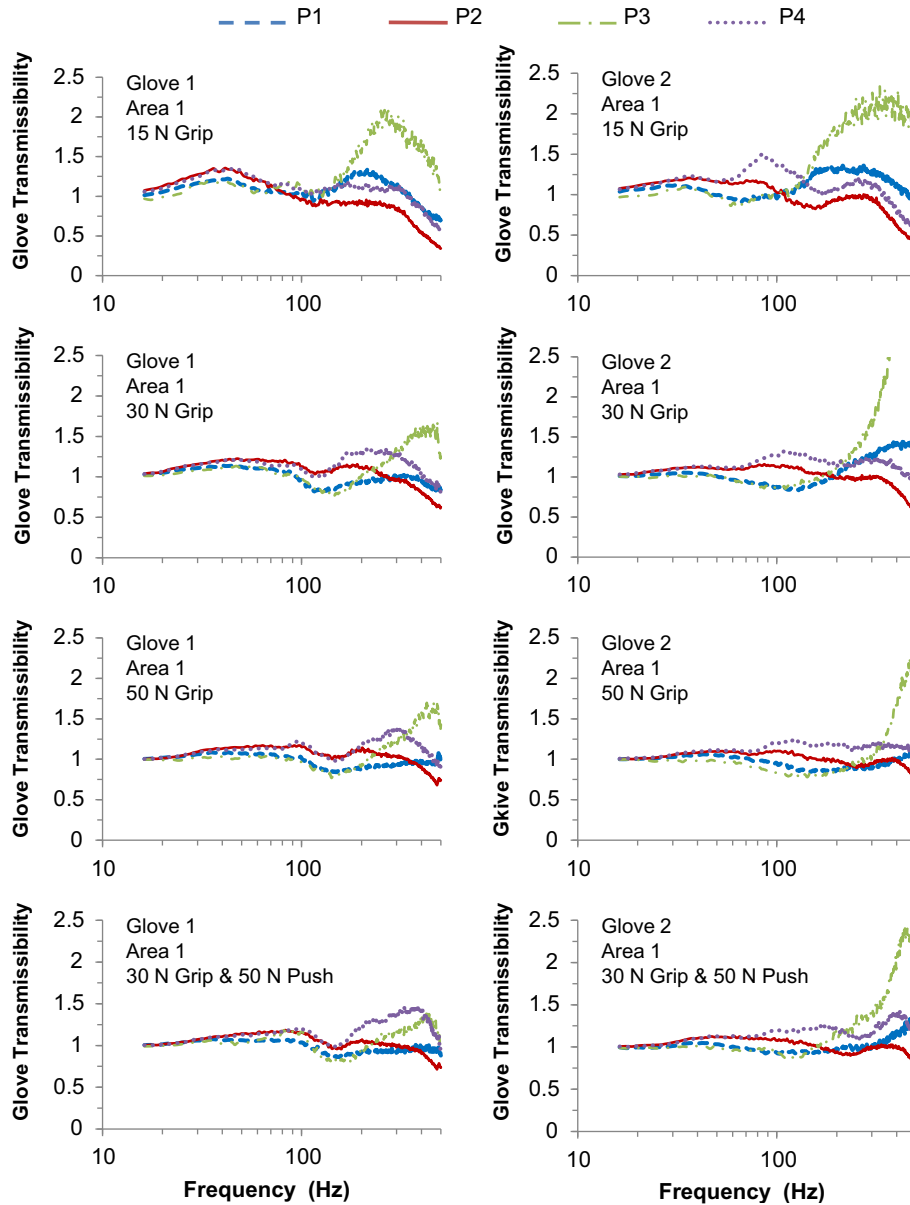 P1 P2 P3 P4
Glove Transmissibility
2.5
2
1.5
1
0.5
0
10
100
Glove 1
Area 1
15 N Grip
Glove Transmissibility
2.5
2
1.5
1
0.5
0
10
100
Glove 2
Area 1
15 N Grip
Glove Transmissibility
2.5
2
1.5
1
0.5
0
10
100
Glove 1
Area 1
30 N Grip
Glove Transmissibility
2.5
2
1.5
1
0.5
0
10
100
Glove 2
Area 1
30 N Grip
Glove Transmissibility
2.5
2
1.5
1
0.5
0
10
100
Glove 1
Area 1
50 N Grip
Gkive Transmissibility
2.5
2
1.5
1
0.5
0
10
100
Glove 2
Area 1
50 N Grip
Glove Transmissibility
2.5
2
1.5
1
0.5
0
10
100
Glove 1
Area 1
30 N Grip & 50 N Push
Frequency (Hz)
Glove Transmissibility
2.5
2
1.5
1
0.5
0
10
100
Glove 2
Area 1
30 N Grip & 50 N Push
Frequency (Hz)